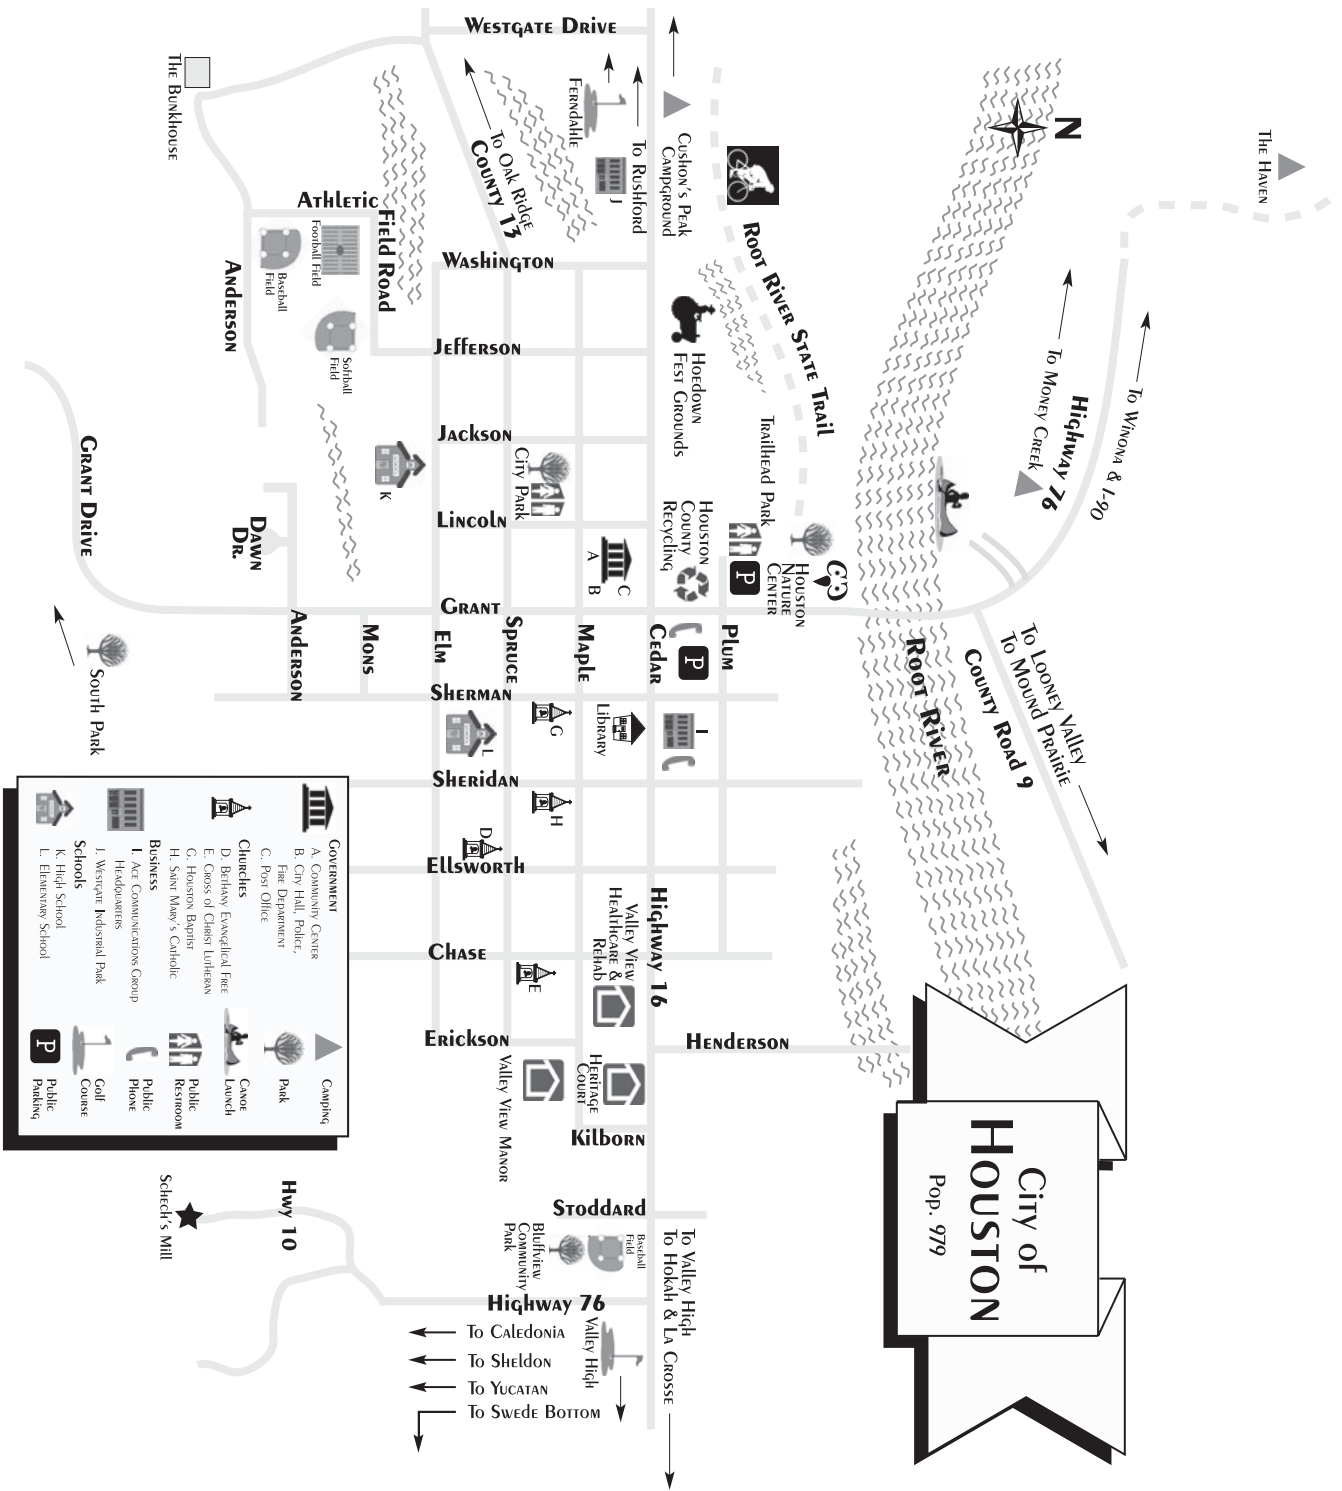 City of
Houston
Pop. 979
N
The Haven
To Winona & I-90
Highway 76
To Money Creek
Root River State Trail
Cushon's Peak
Campground
To Rushford
Ferndahle
J
Westgate Drive
To Oak Ridge
County 13
The Bunkhouse
Athletic
Field Road
Football Field
Baseball
Field
Softball
Field
Anderson
Washington
Jefferson
Jackson
Lincoln
Grant
Hoedown
Fest Grounds
Trailhead Park
City Park
K
Houston
County
Recycling
A
B
C
P
Houston
Nature
Center
Grant Drive
Dawn
Dr.
Anderson
Mons
Elm
Spruce
Maple
Cedar
Plum
P
Root River
To Looney Valley
To Mound Prairie
County Road 9
South Park
Sherman
G
Library
I
L
Sheridan
H
D
Ellsworth
Chase
E
Highway 16
Valley View
Healthcare &
Rehab
Erickson
Henderson
Heritage
Court
Valley View Manor
Kilborn
Stoddard
Baseball
Field
Bluffview
Community
Park
To Valley High
To Hokah & La Crosse
Highway 76
Valley High
To Caledonia
To Sheldon
To Yucatan
To Swede Bottom
Hwy 10
Schech's Mill
Government
A. Community Center
B. City Hall, Police,
Fire Department
C. Post Office
Churches
D. Bethany Evangelical Free
E. Cross of Christ Lutheran
G. Houston Baptist
H. Saint Mary's Catholic
Business
I. Ace Communications Group
Headquarters
J. Westgate Industrial Park
Schools
K. High School
L. Elementary School
Camping
Park
Canoe
Launch
Public
Restroom
Public
Phone
Golf
Course
P
Public
Parking